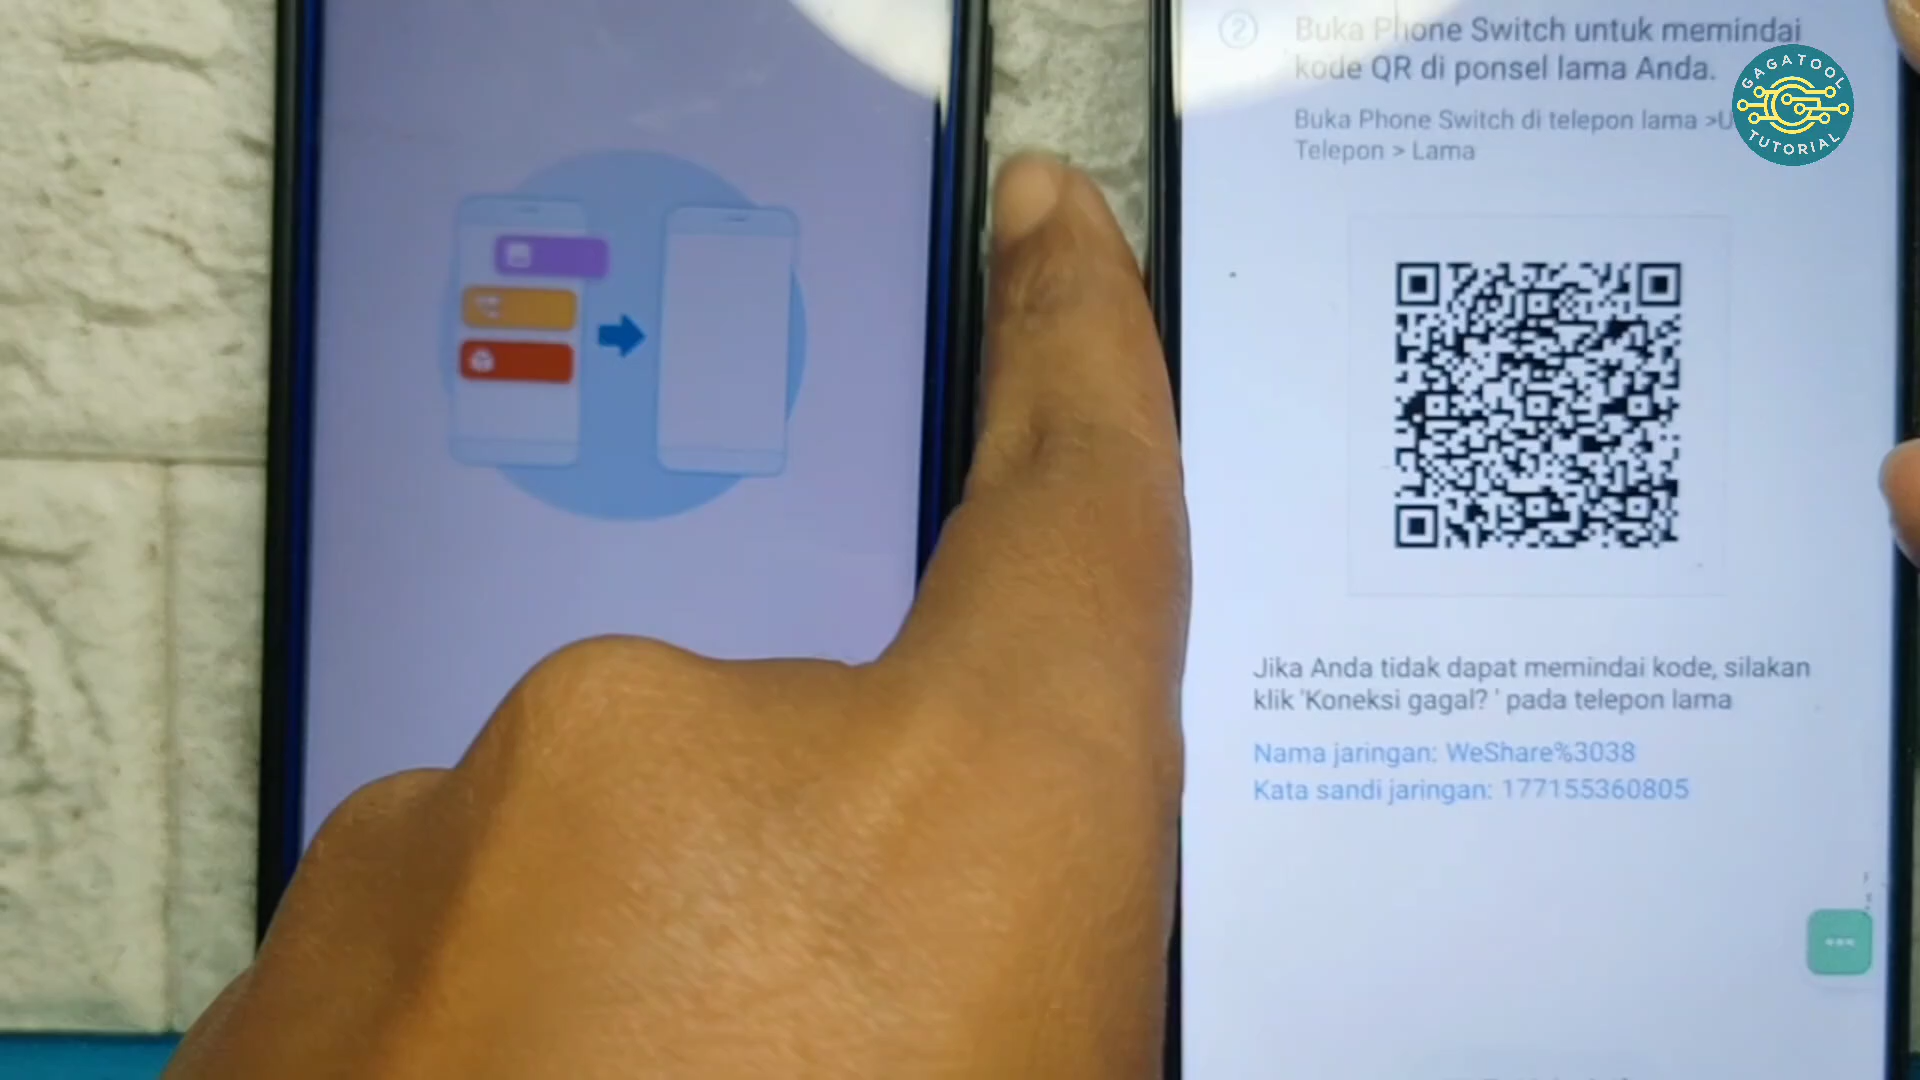 ② Buka Phone Switch untuk memindai
kode QR di ponsel lama Anda.
Buka Phone Switch di telepon lama >U
Telepon > Lama
GAGATOOL
TUTORIAL
Jika Anda tidak dapat memindai kode, silakan
klik 'Koneksi gagal? ' pada telepon lama
Nama jaringan: WeShare%3038
Kata sandi jaringan: 177155360805